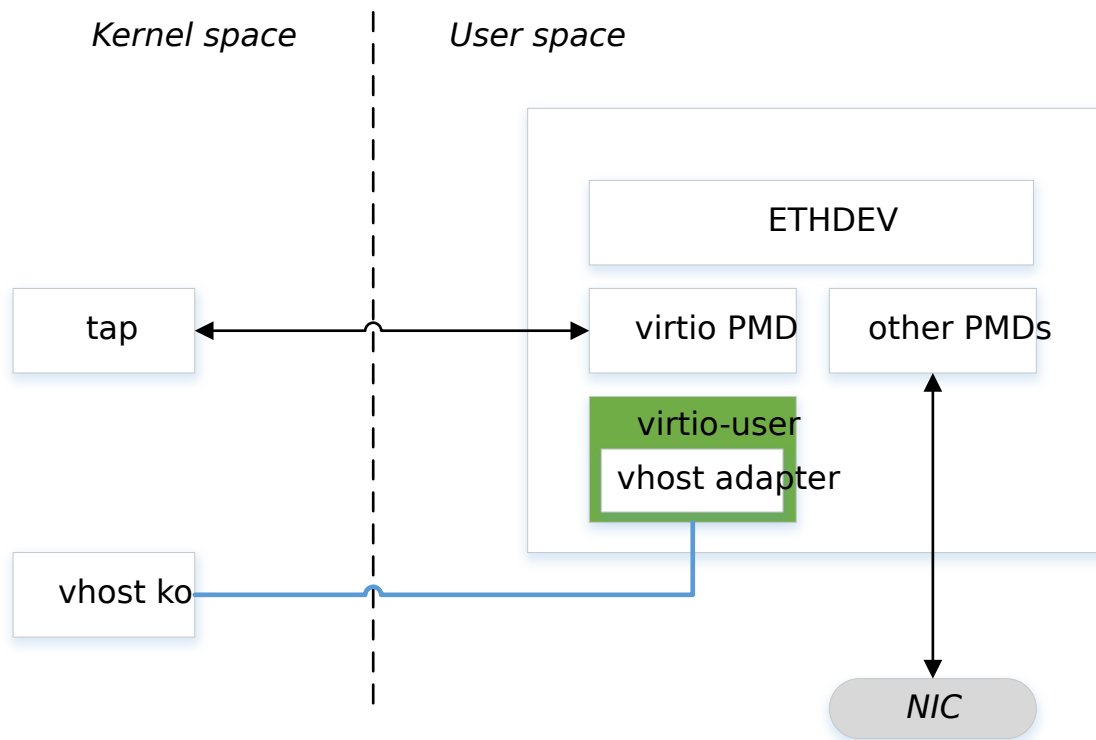 Kernel space
User space
ETHDEV
tap
virtio PMD
other PMDs
virtio-user
vhost adapter
vhost ko
NIC